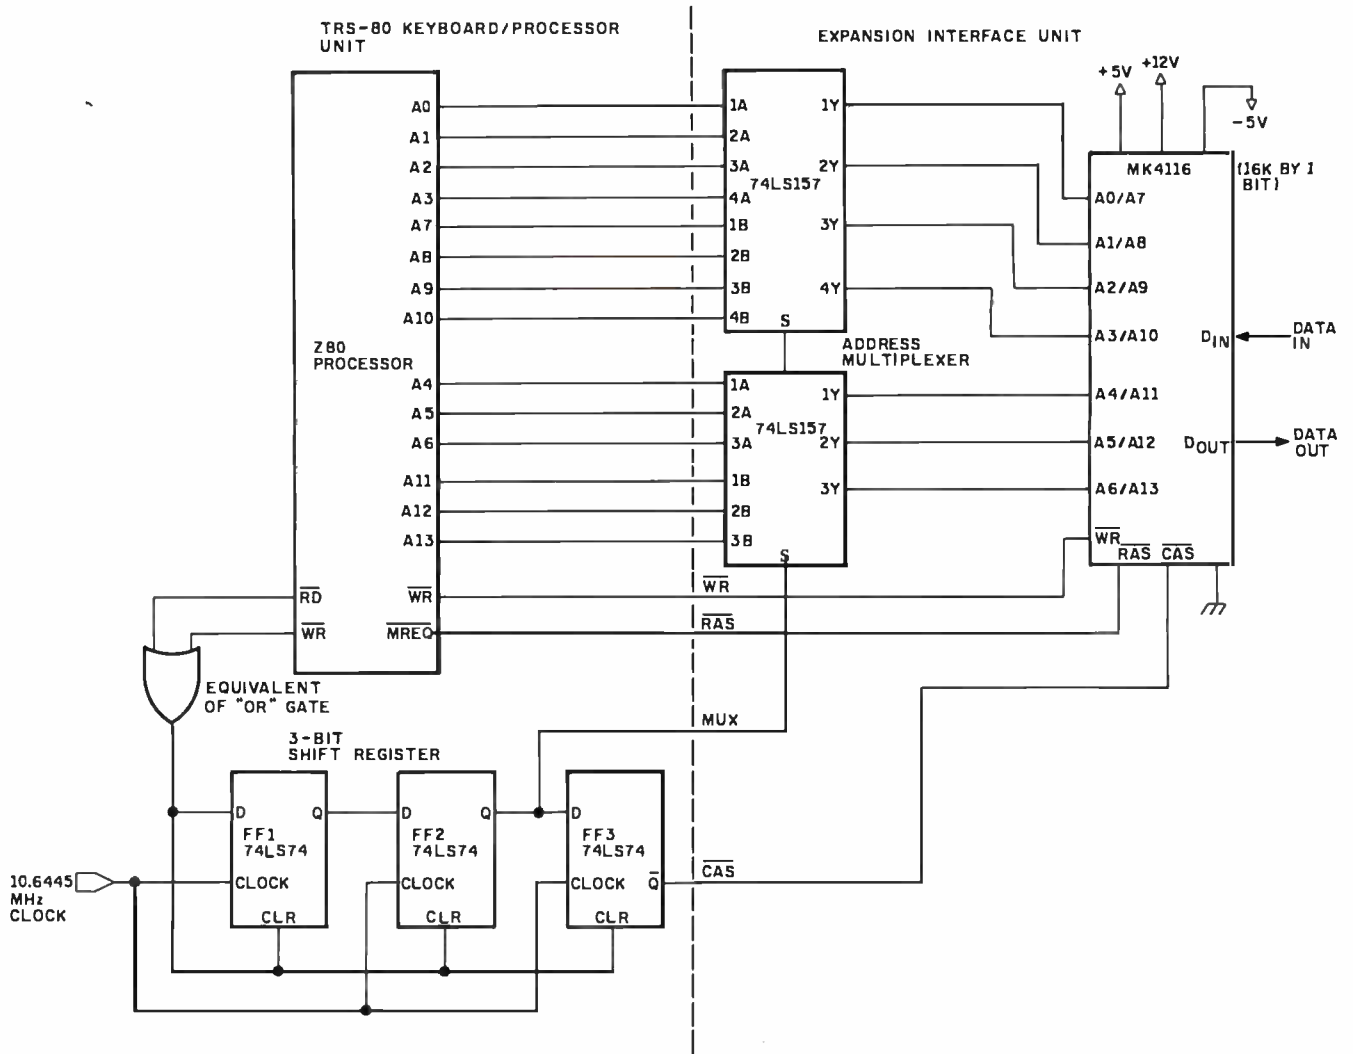 TRS-80 KEYBOARD/PROCESSOR
UNIT
EXPANSION INTERFACE UNIT
+5V
+12V
-5V
A0
A1
A2
A3
A7
A8
A9
A10
Z80
PROCESSOR
A4
A5
A6
A11
A12
A13
RD
WR
WR
MREQ
1A
2A
3A
4A
1B
2B
3B
4B
74LS157
1Y
2Y
3Y
4Y
S
ADDRESS
MULTIPLEXER
1A
2A
3A
1B
2B
3B
74LS157
1Y
2Y
3Y
S
MK4116
(16K BY 1
BIT)
A0/A7
A1/A8
A2/A9
A3/A10
A4/A11
A5/A12
A6/A13
DIN
DATA
IN
DOUT
DATA
OUT
WR
RAS
CAS
WR
RAS
EQUIVALENT
OF "OR" GATE
MUX
3-BIT
SHIFT REGISTER
D
Q
FF1
74LS74
CLOCK
CLR
D
Q
FF2
74LS74
CLOCK
CLR
D
FF3
74LS74
CLOCK
Q
CLR
CAS
10.6445
MHz
CLOCK